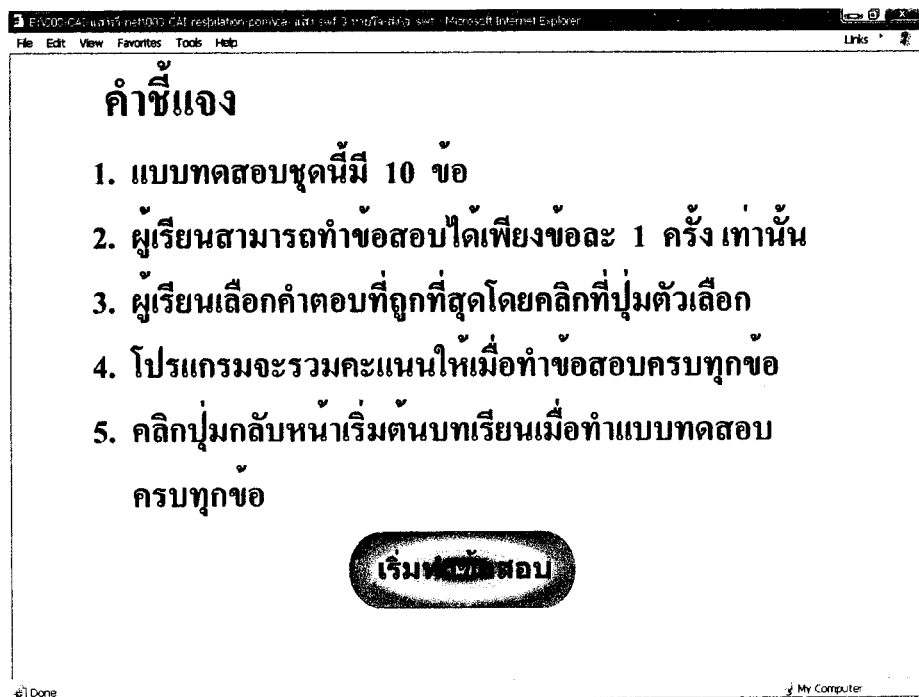 Microsoft Internet Explorer
File Edit View Favorites Tools Help
Links
คำชี้แจง
1. แบบทดสอบชุดนี้มี 10 ข้อ
2. ผู้เรียนสามารถทำข้อสอบได้เพียงข้อละ 1 ครั้ง เท่านั้น
3. ผู้เรียนเลือกคำตอบที่ถูกที่สุดโดยคลิกที่ปุ่มตัวเลือก
4. โปรแกรมจะรวมคะแนนให้เมื่อทำข้อสอบครบทุกข้อ
5. คลิกปุ่มกลับหน้าเริ่มต้นบทเรียนเมื่อทำแบบทดสอบ
ครบทุกข้อ
เริ่มทำข้อสอบ
Done
My Computer